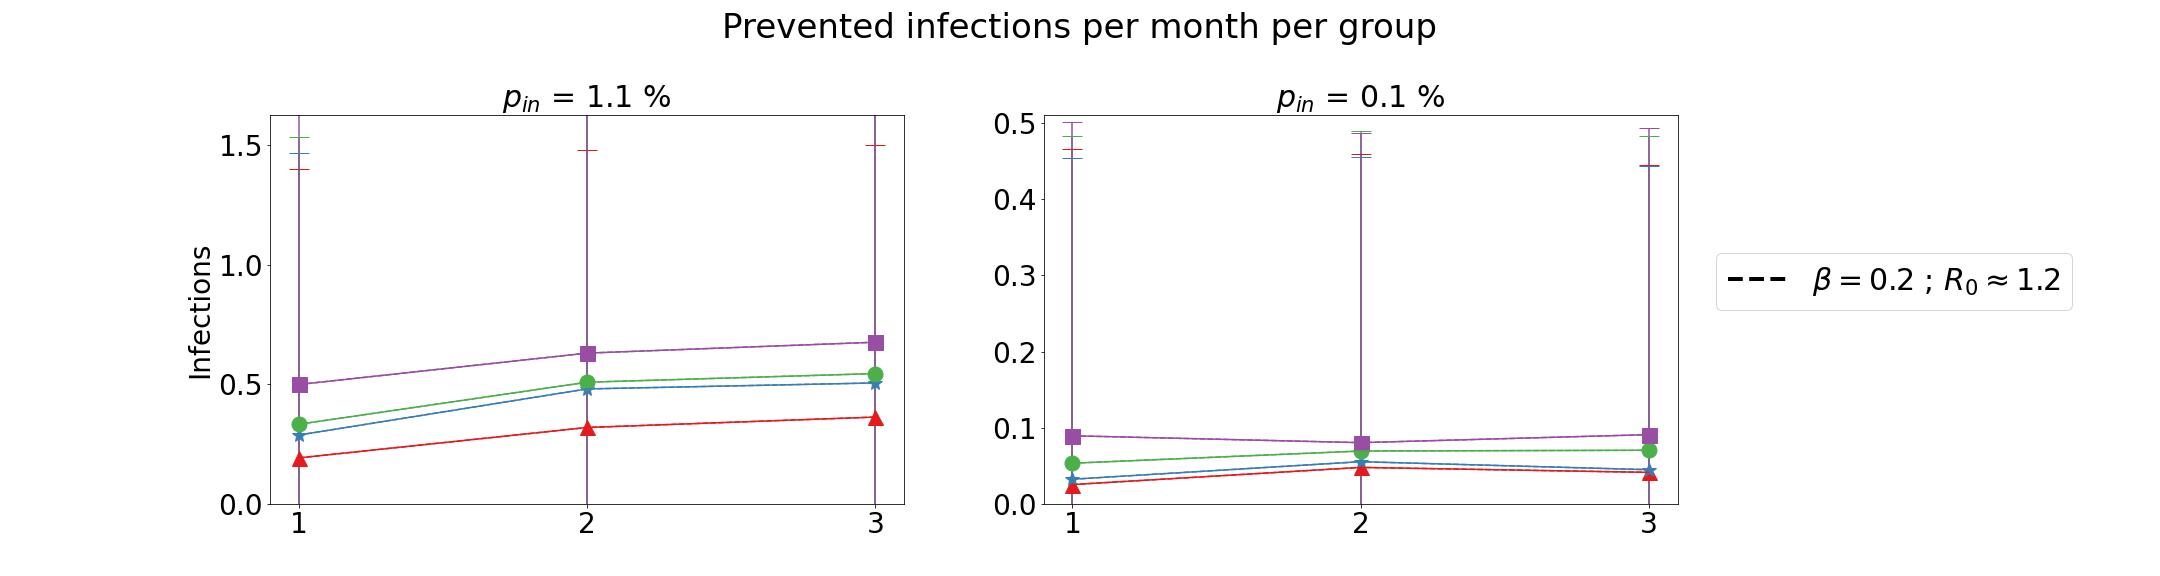 Prevented infections per month per group
p_in = 1.1 %
p_in = 0.1 %
Infections
1.5
1.0
0.5
0.0
1 2 3
0.5
0.4
0.3
0.2
0.1
0.0
1 2 3
β = 0.2 ; R₀ ≈ 1.2